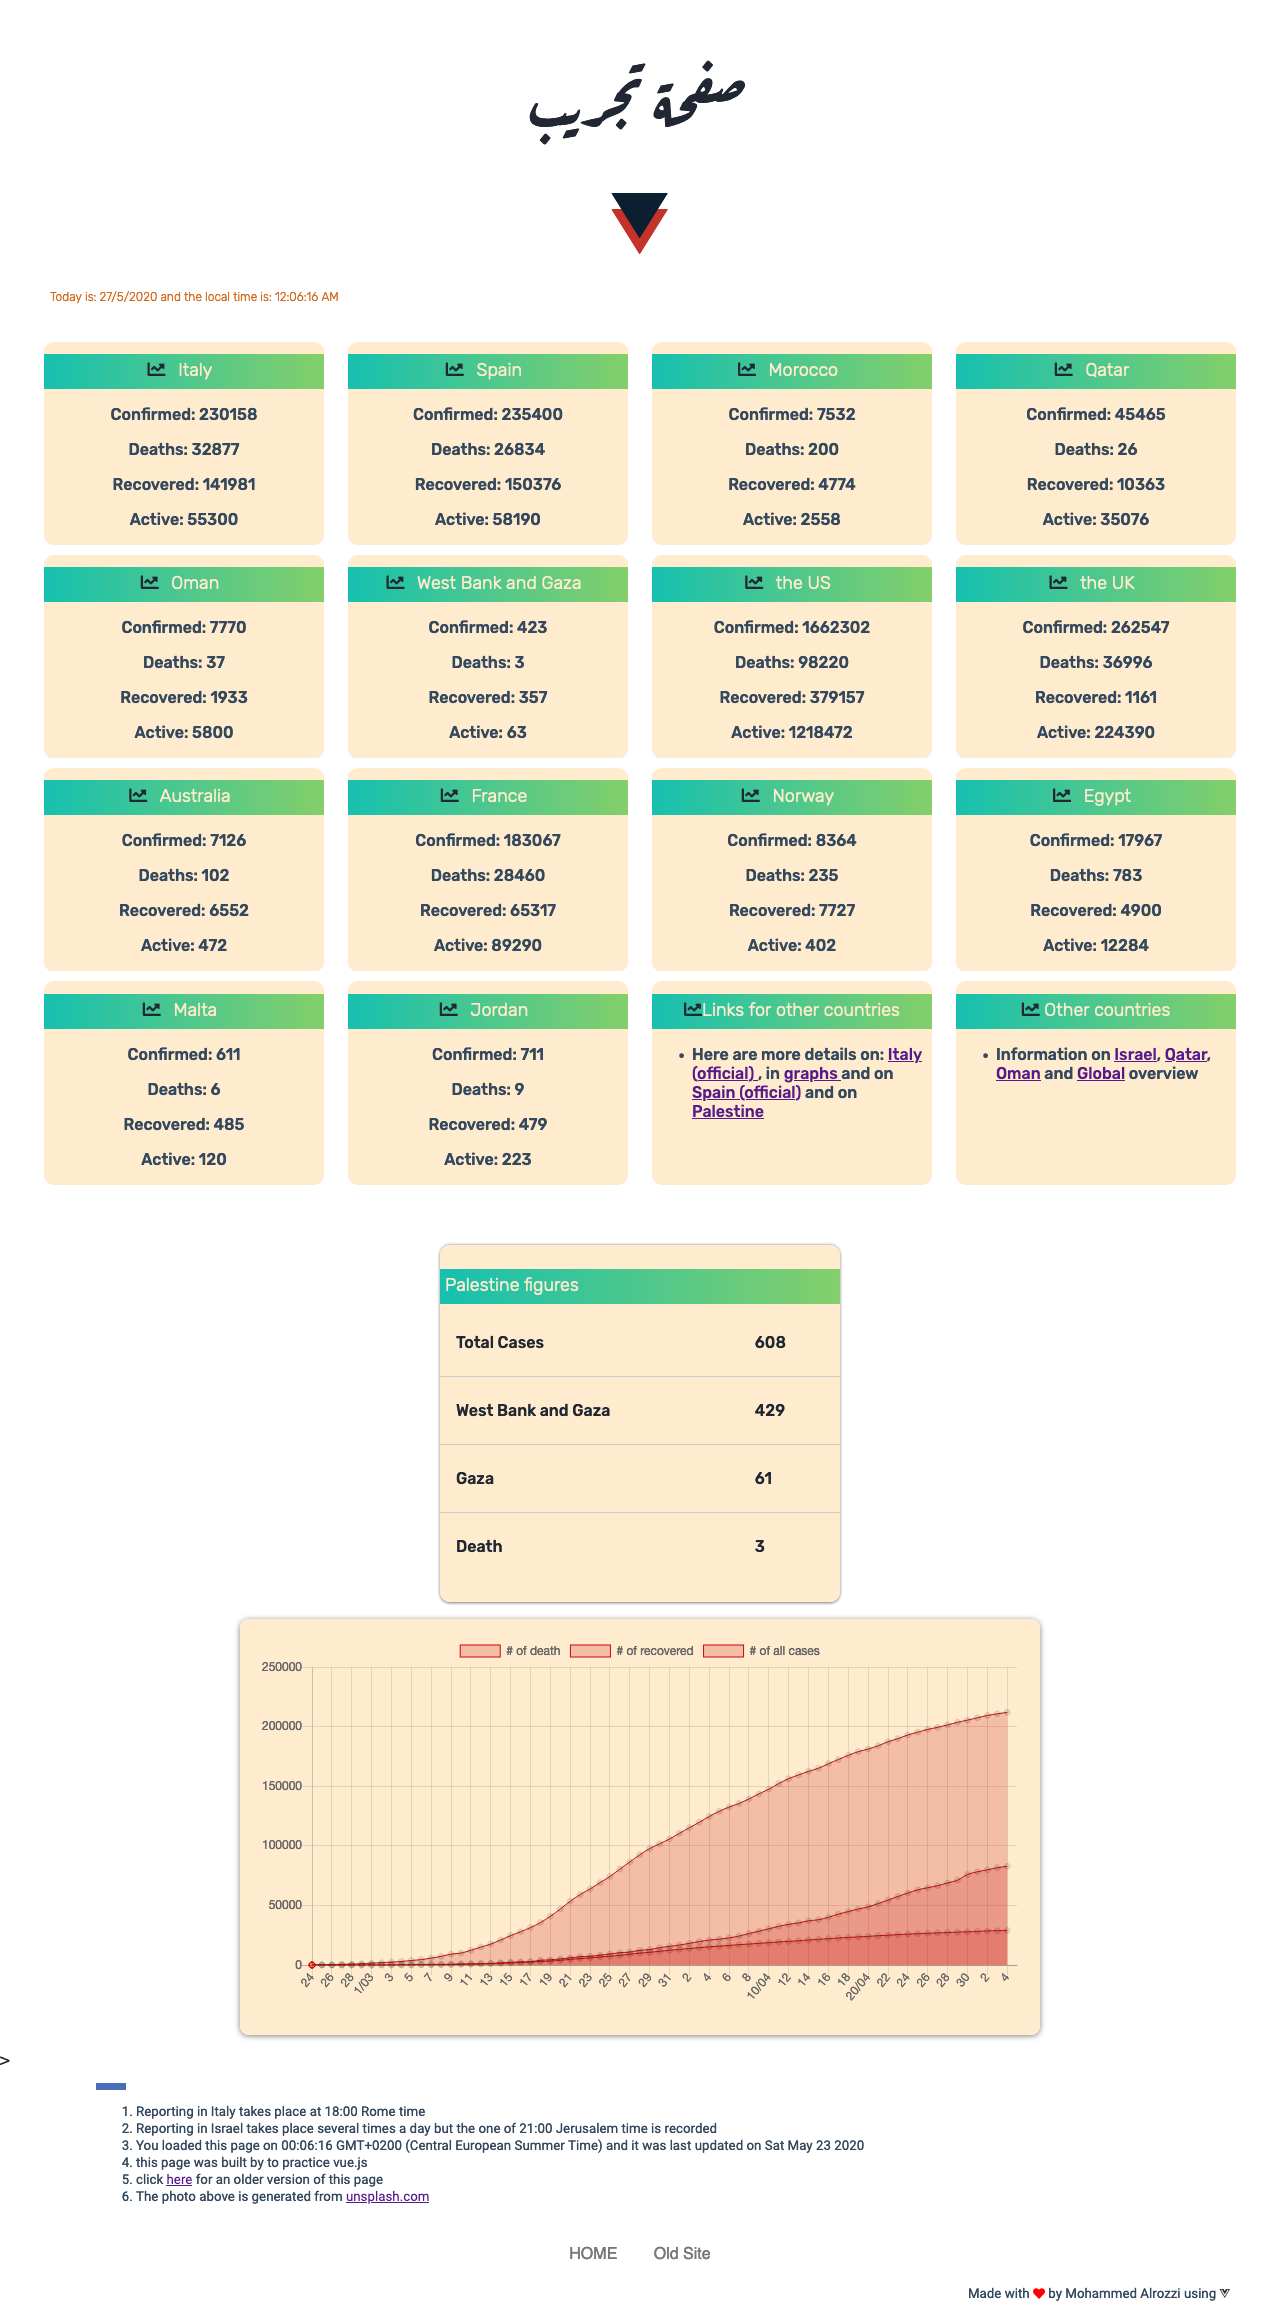 صفحة تجريب
Today is: 27/5/2020 and the local time is: 12:06:16 AM
Italy
Confirmed: 230158
Deaths: 32877
Recovered: 141981
Active: 55300
Spain
Confirmed: 235400
Deaths: 26834
Recovered: 150376
Active: 58190
Morocco
Confirmed: 7532
Deaths: 200
Recovered: 4774
Active: 2558
Qatar
Confirmed: 45465
Deaths: 26
Recovered: 10363
Active: 35076
Oman
Confirmed: 7770
Deaths: 37
Recovered: 1933
Active: 5800
West Bank and Gaza
Confirmed: 423
Deaths: 3
Recovered: 357
Active: 63
the US
Confirmed: 1662302
Deaths: 98220
Recovered: 379157
Active: 1218472
the UK
Confirmed: 262547
Deaths: 36996
Recovered: 1161
Active: 224390
Australia
Confirmed: 7126
Deaths: 102
Recovered: 6552
Active: 472
France
Confirmed: 183067
Deaths: 28460
Recovered: 65317
Active: 89290
Norway
Confirmed: 8364
Deaths: 235
Recovered: 7727
Active: 402
Egypt
Confirmed: 17967
Deaths: 783
Recovered: 4900
Active: 12284
Malta
Confirmed: 611
Deaths: 6
Recovered: 485
Active: 120
Jordan
Confirmed: 711
Deaths: 9
Recovered: 479
Active: 223
Links for other countries
• Here are more details on: Italy
(official) , in graphs and on
Spain (official) and on
Palestine
Other countries
• Information on Israel, Qatar,
Oman and Global overview
Palestine figures
Total Cases 608
West Bank and Gaza 429
Gaza 61
Death 3
# of death # of recovered # of all cases
250000
200000
150000
100000
50000
0
24 26 28 1/03 3 5 7 9 11 13 15 17 19 21 23 25 27 29 31 2 4 6 8 10/04 12 14 16 18 20/04 22 24 26 28 30 2 4
>
1. Reporting in Italy takes place at 18:00 Rome time
2. Reporting in Israel takes place several times a day but the one of 21:00 Jerusalem time is recorded
3. You loaded this page on 00:06:16 GMT+0200 (Central European Summer Time) and it was last updated on Sat May 23 2020
4. this page was built by to practice vue.js
5. click here for an older version of this page
6. The photo above is generated from unsplash.com
HOME Old Site
Made with ❤ by Mohammed Alrozzi using